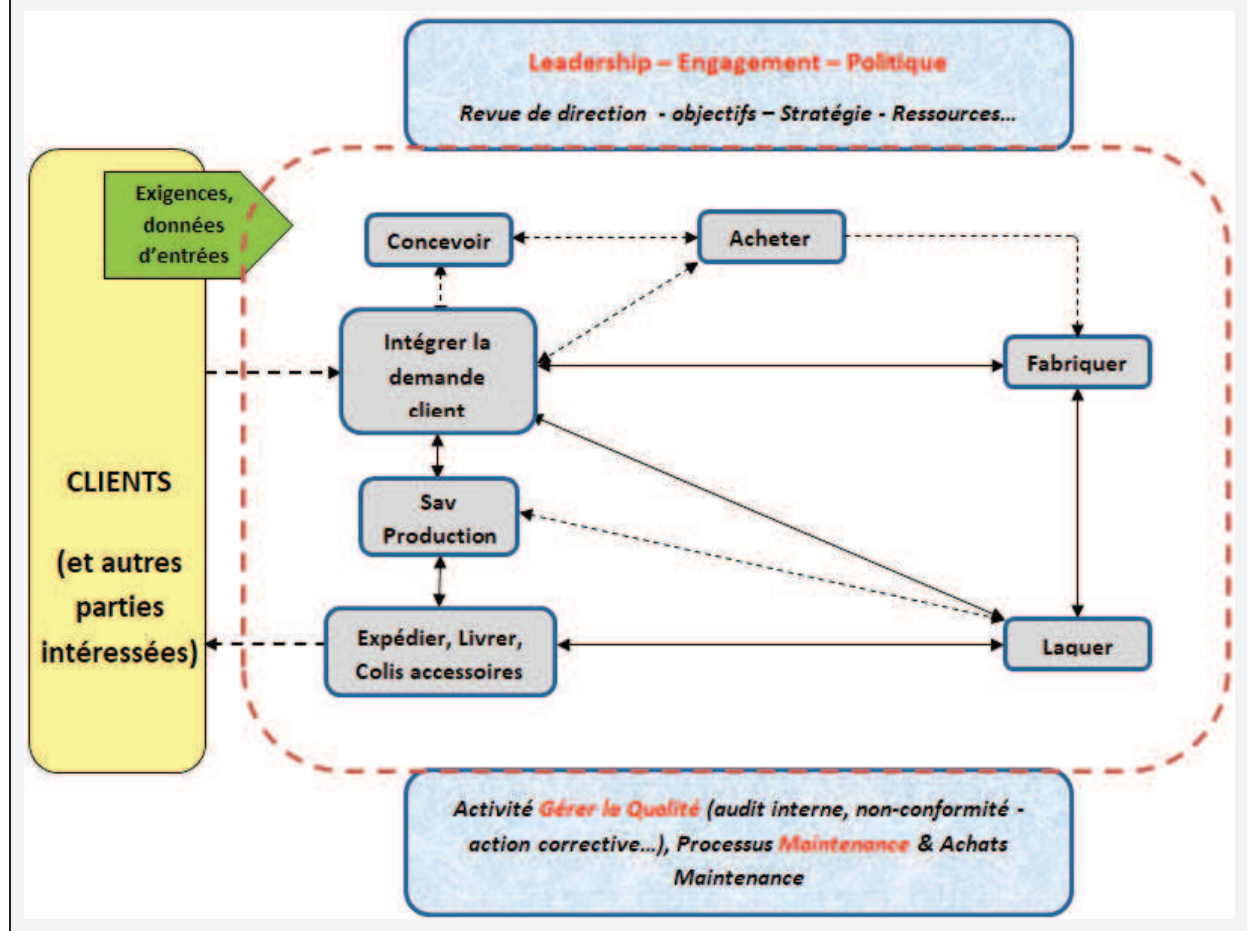 Leadership – Engagement – Politique
Revue de direction - objectifs – Stratégie - Ressources...
Exigences,
données
d'entrées
Concevoir
Acheter
Intégrer la
demande
client
Fabriquer
CLIENTS
(et autres
parties
intéressées)
Sav
Production
Expédier, Livrer,
Colis accessoires
Laquer
Activité Gérer la Qualité (audit interne, non-conformité -
action corrective...), Processus Maintenance & Achats
Maintenance